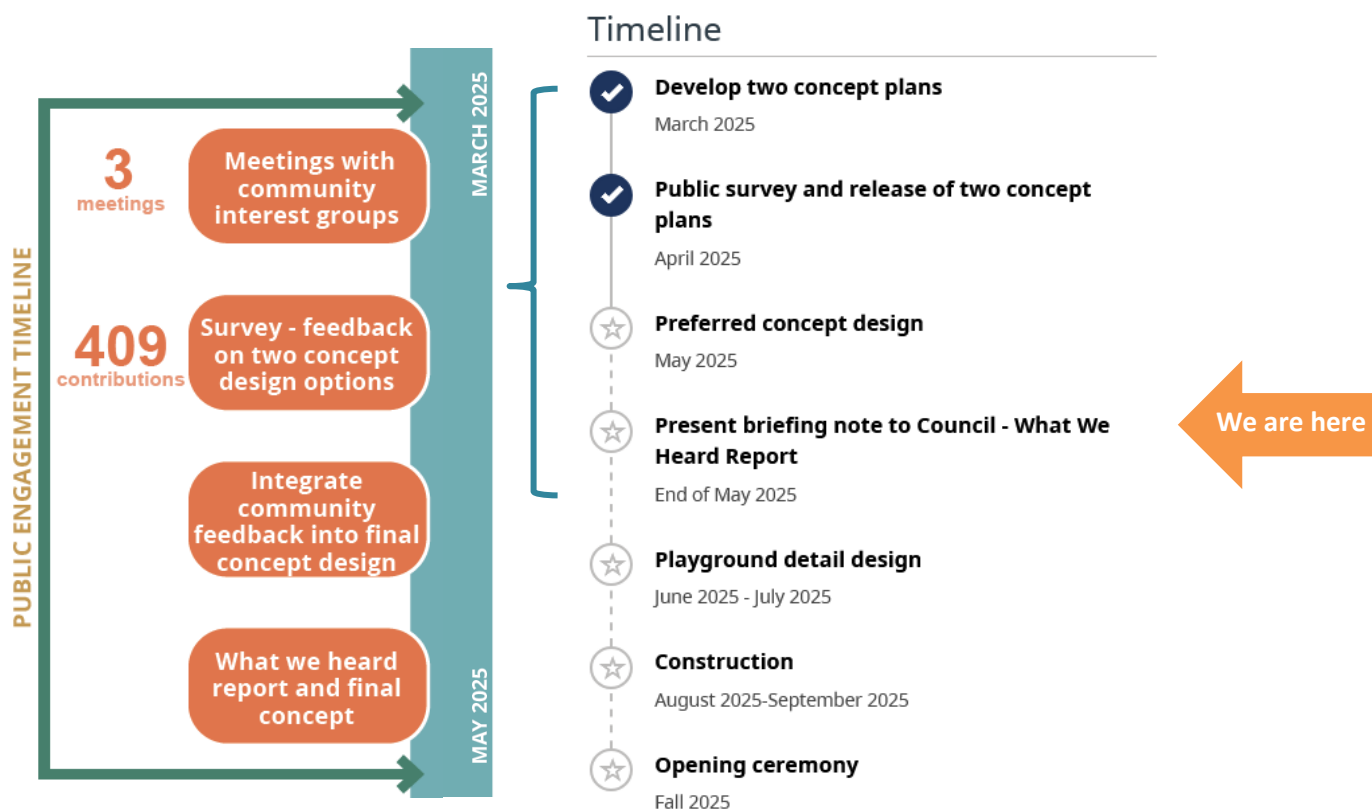 PUBLIC ENGAGEMENT TIMELINE
3
meetings
Meetings with
community
interest groups
409
contributions
Survey - feedback
on two concept
design options
Integrate
community
feedback into final
concept design
What we heard
report and final
concept
MARCH 2025
MAY 2025
Timeline
Develop two concept plans
March 2025
Public survey and release of two concept
plans
April 2025
Preferred concept design
May 2025
Present briefing note to Council - What We
Heard Report
End of May 2025
Playground detail design
June 2025 - July 2025
Construction
August 2025-September 2025
Opening ceremony
Fall 2025
We are here